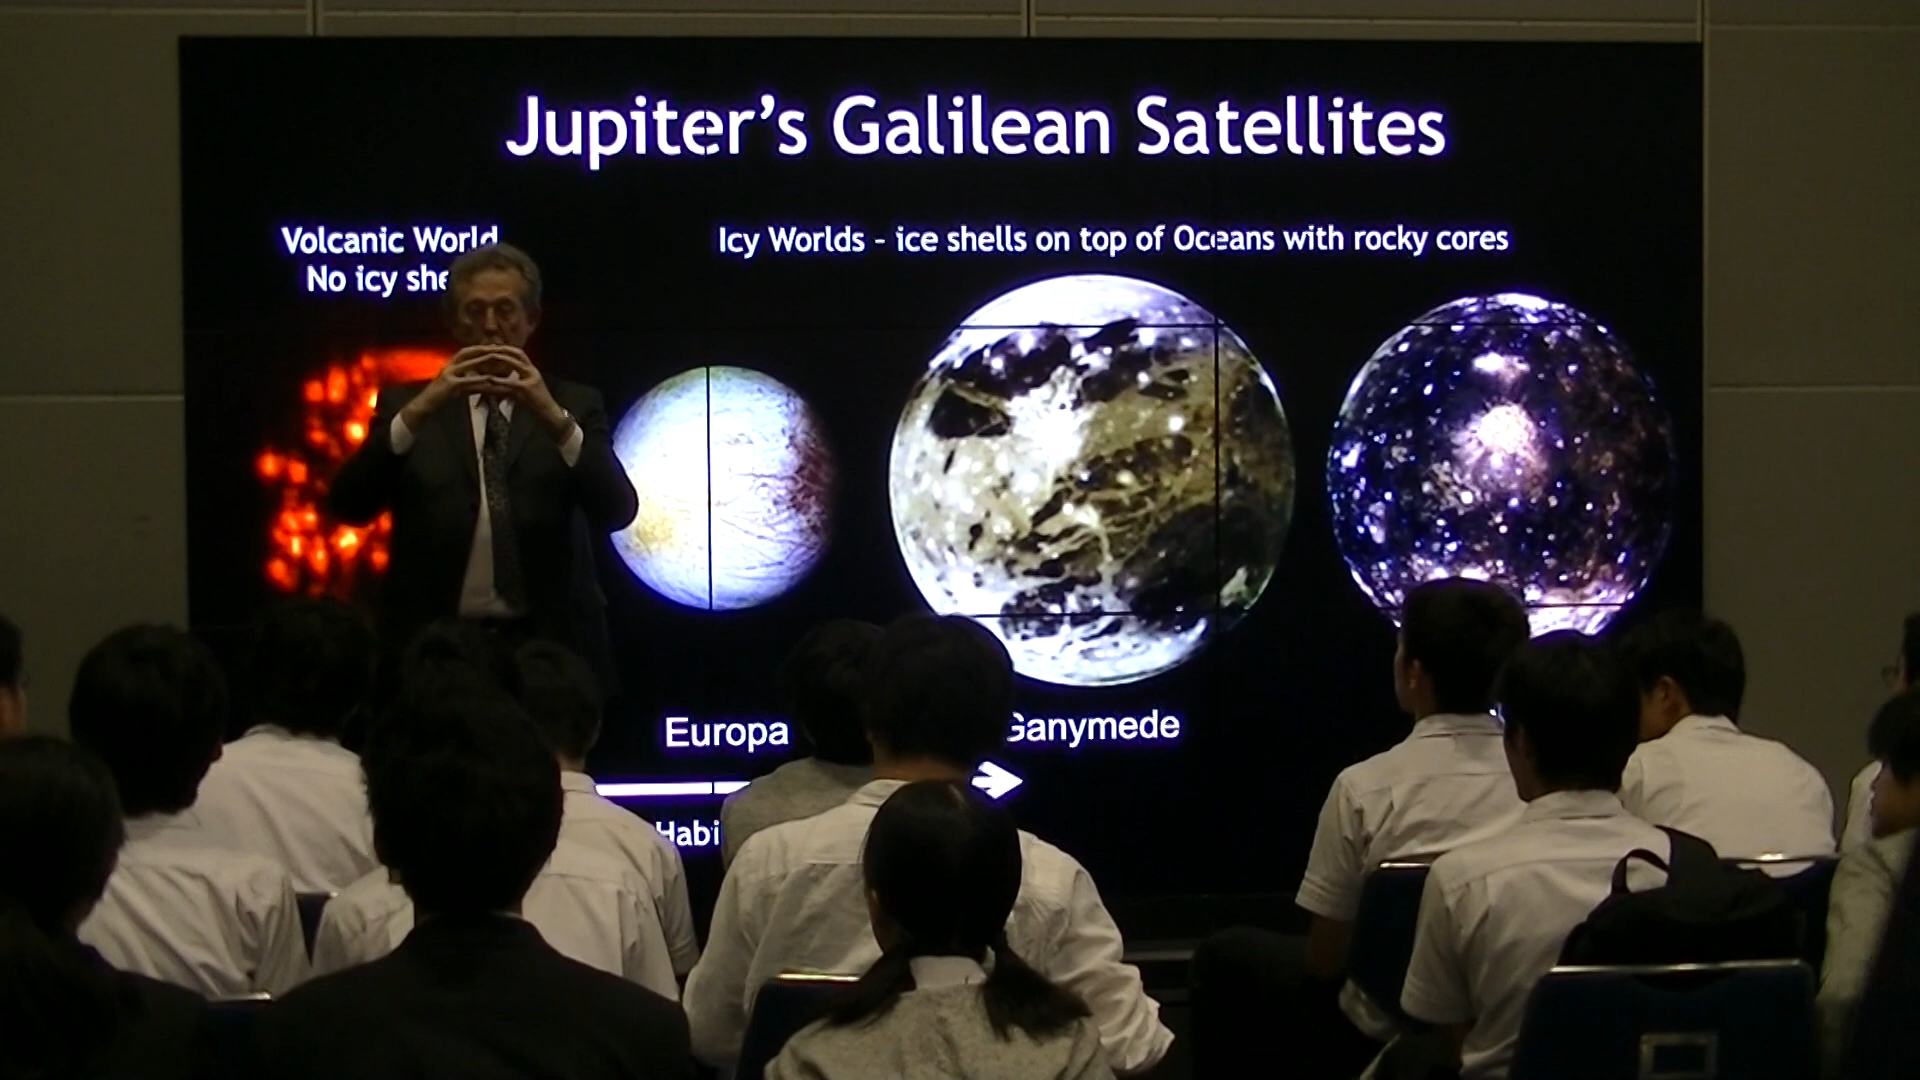 Jupiter's Galilean Satellites
Volcanic World
No icy she
Icy Worlds - ice shells on top of Oceans with rocky cores
Europa
Ganymede
Habi